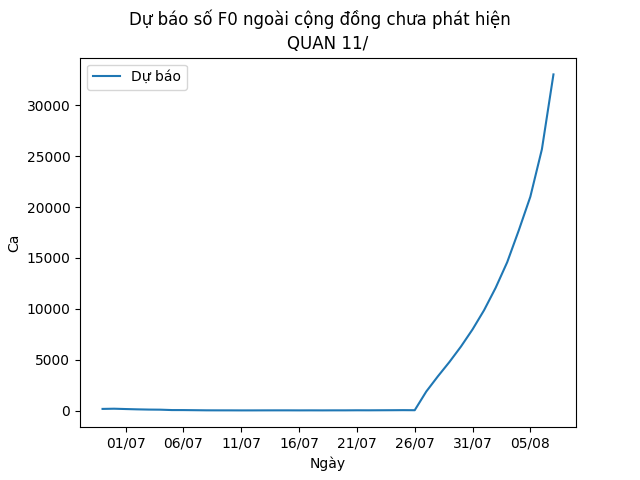 Dự báo số F0 ngoài cộng đồng chưa phát hiện
QUAN 11/
Dự báo
30000
25000
20000
15000
10000
5000
0
Ca
01/07 06/07 11/07 16/07 21/07 26/07 31/07 05/08
Ngày